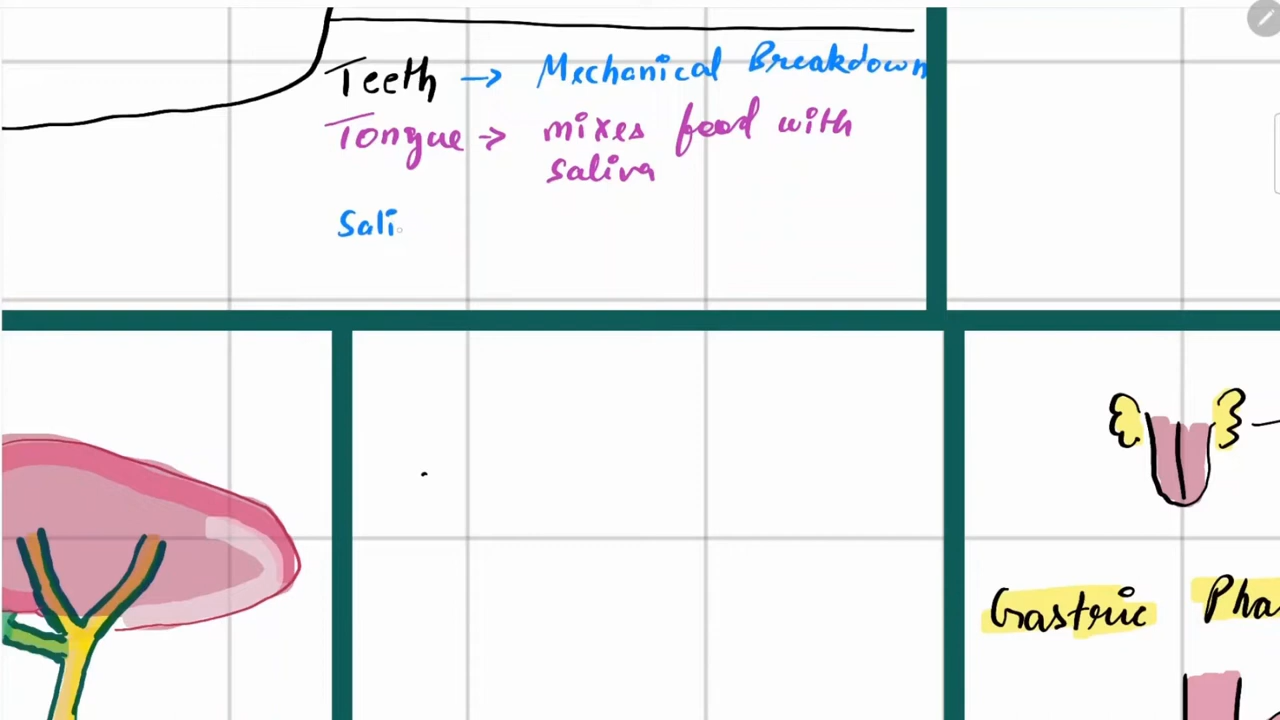 Teeth → Mechanical Breakdown
Tongue → mixes food with
saliva
Sali
Gastric Pha